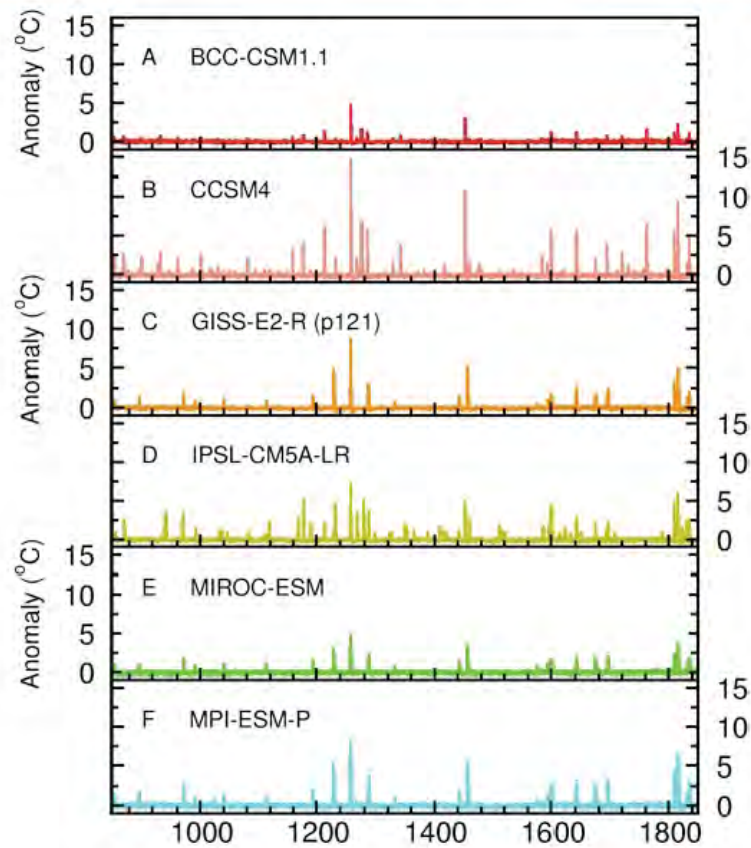 Anomaly (°C)
15
10
5
0
A BCC-CSM1.1
B CCSM4
15
10
5
0
Anomaly (°C)
15
10
5
0
C GISS-E2-R (p121)
D IPSL-CM5A-LR
15
10
5
0
Anomaly (°C)
15
10
5
0
E MIROC-ESM
F MPI-ESM-P
15
10
5
0
1000 1200 1400 1600 1800